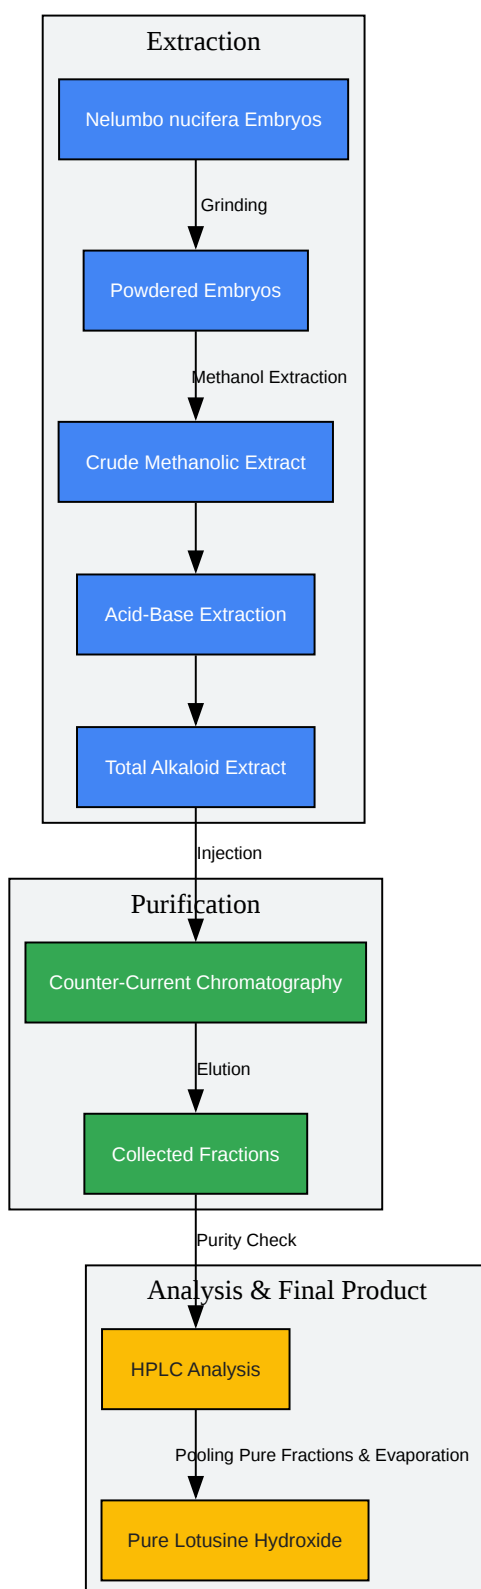 Extraction
Nelumbo nucifera Embryos
Grinding
Powdered Embryos
Methanol Extraction
Crude Methanolic Extract
Acid-Base Extraction
Total Alkaloid Extract
Injection
Purification
Counter-Current Chromatography
Elution
Collected Fractions
Purity Check
Analysis & Final Product
HPLC Analysis
Pooling Pure Fractions & Evaporation
Pure Lotusine Hydroxide